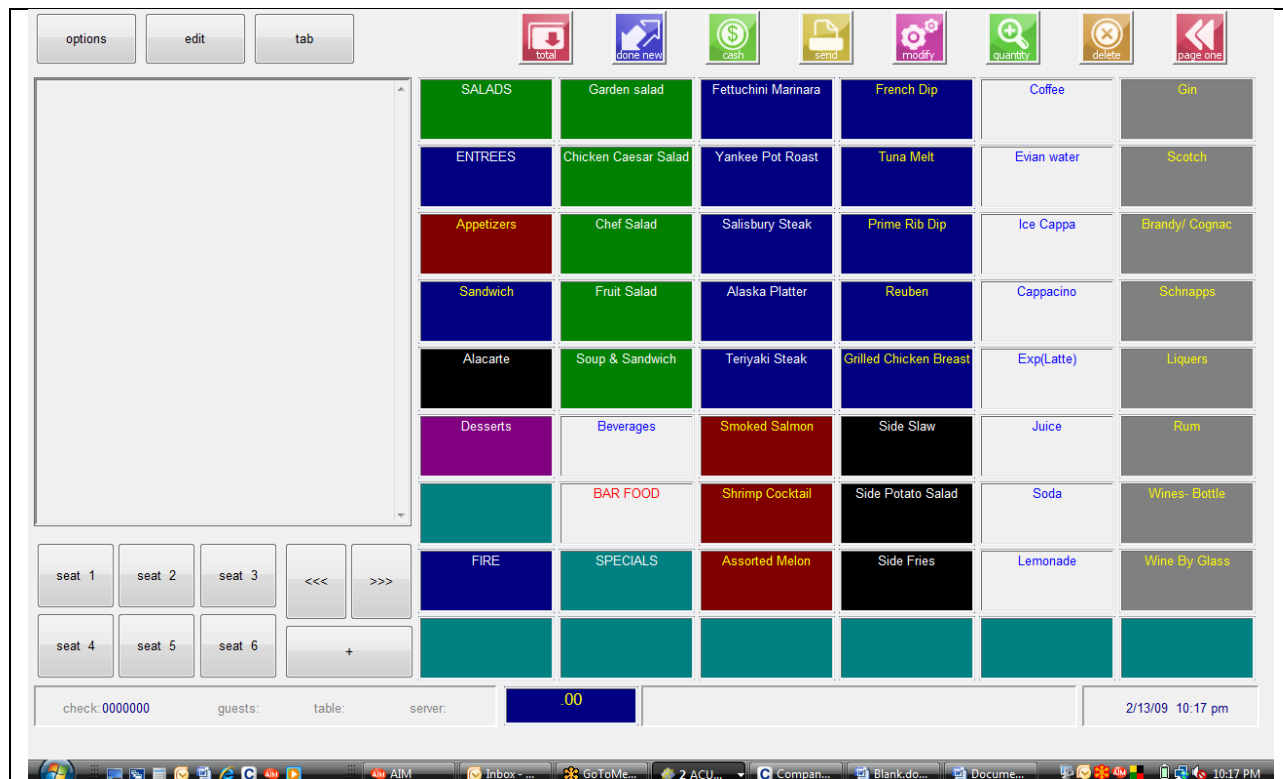 options edit tab
total done new cash send modify quantity delete page one
SALADS Garden salad Fettuchini Marinara French Dip Coffee Gin
ENTREES Chicken Caesar Salad Yankee Pot Roast Tuna Melt Evian water Scotch
Appetizers Chef Salad Salisbury Steak Prime Rib Dip Ice Cappa Brandy/ Cognac
Sandwich Fruit Salad Alaska Platter Reuben Cappacino Schnapps
Alacarte Soup & Sandwich Teriyaki Steak Grilled Chicken Breast Exp(Latte) Liquers
Desserts Beverages Smoked Salmon Side Slaw Juice Rum
BAR FOOD Shrimp Cocktail Side Potato Salad Soda Wines- Bottle
FIRE SPECIALS Assorted Melon Side Fries Lemonade Wine By Glass
seat 1 seat 2 seat 3 <<< >>>
seat 4 seat 5 seat 6 +
check: 0000000 guests: table: server: .00 2/13/09 10:17 pm
AIM Inbox - ... GoToMe... 2 ACU... Compan... Blank.do... Docume... 10:17 PM